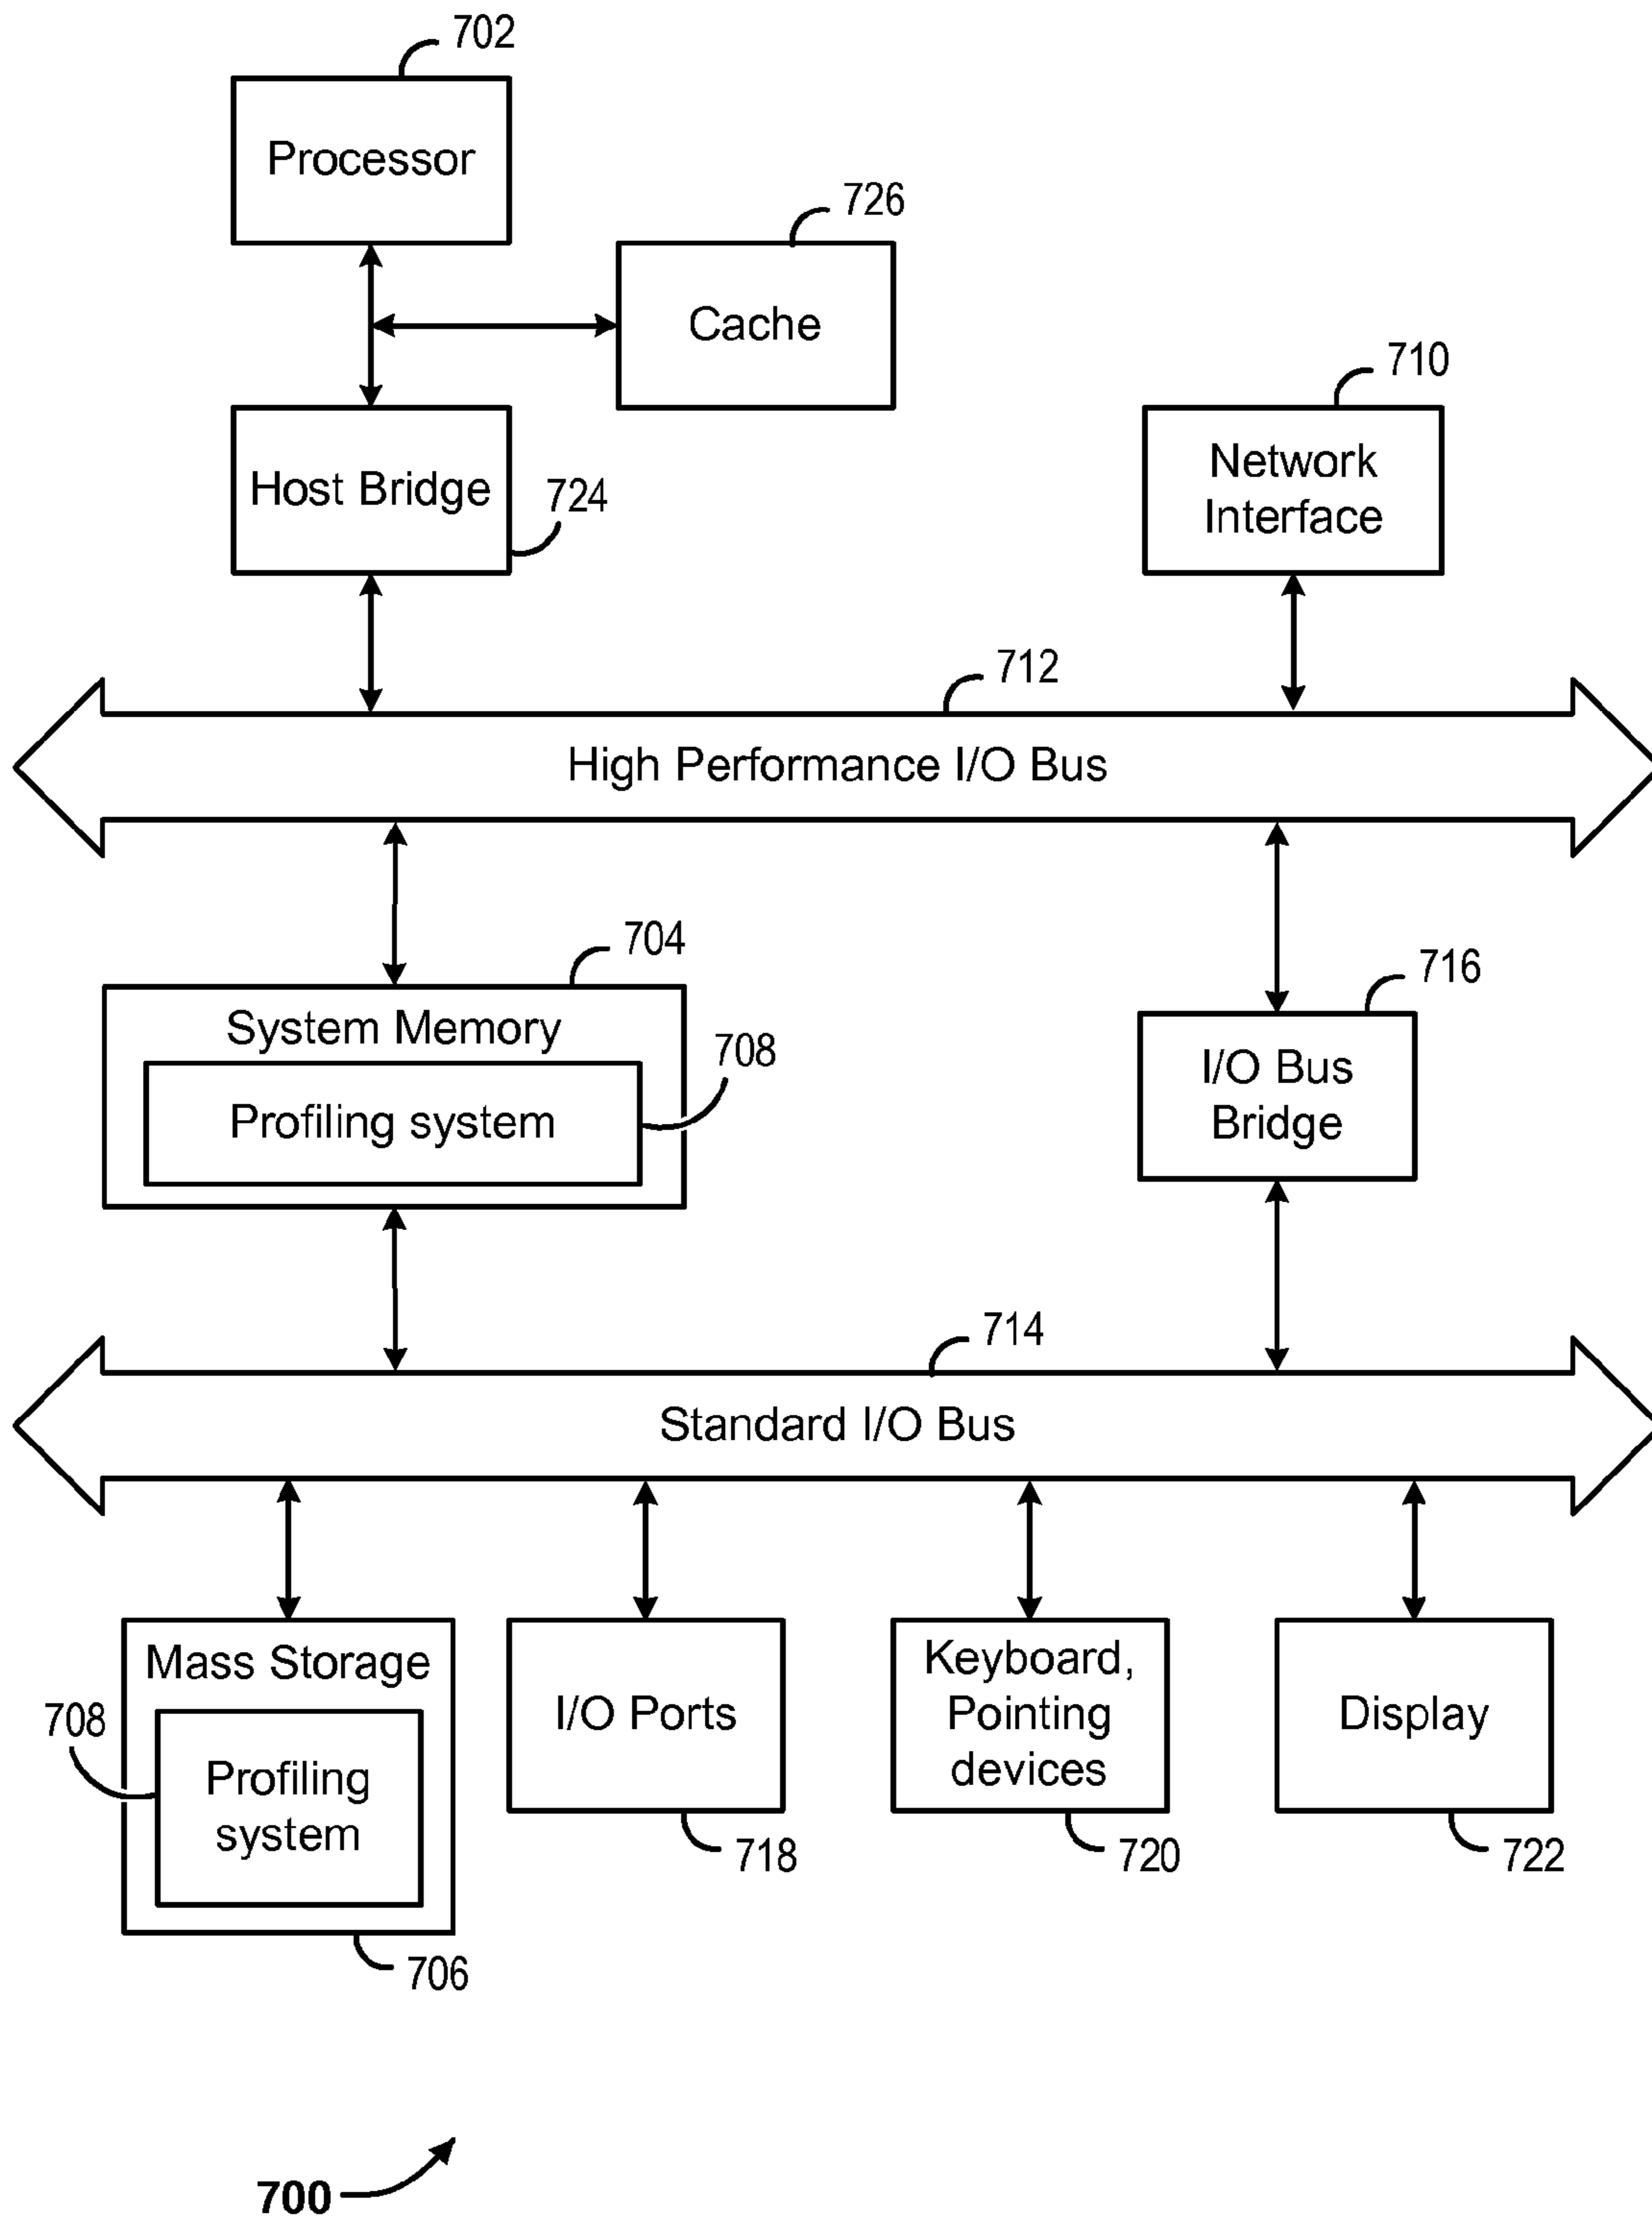 702
Processor
726
Cache
710
Host Bridge
724
Network
Interface
712
High Performance I/O Bus
704
System Memory
708
Profiling system
716
I/O Bus
Bridge
714
Standard I/O Bus
Mass Storage
708
Profiling
system
706
I/O Ports
718
Keyboard,
Pointing
devices
720
Display
722
700